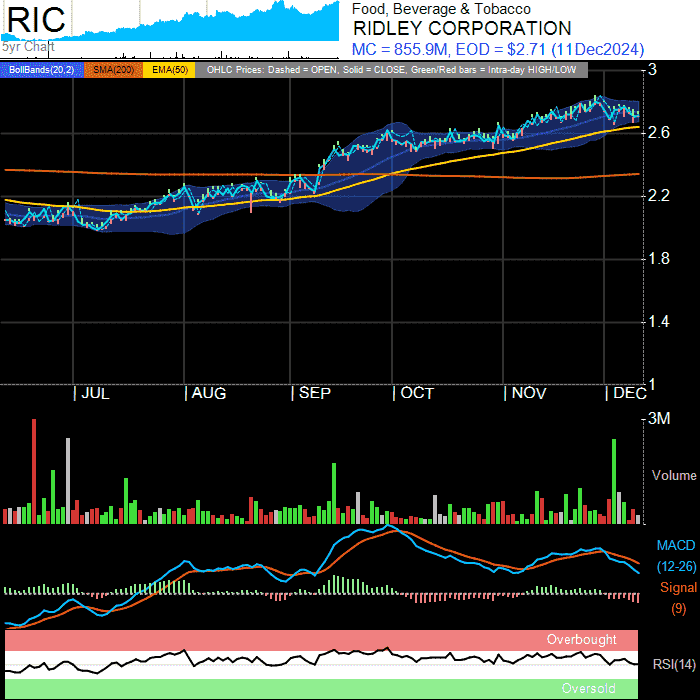 RIC
5yr Chart
Food, Beverage & Tobacco
RIDLEY CORPORATION
MC = 855.9M, EOD = $2.71 (11Dec2024)
BollBands(20,2) SMA(200) EMA(50) OHLC Prices: Dashed = OPEN, Solid = CLOSE, Green/Red bars = Intra-day HIGH/LOW
3
2.6
2.2
1.8
1.4
1
| JUL | AUG | SEP | OCT | NOV | DEC
3M
Volume
MACD
(12-26)
Signal
(9)
Overbought
RSI(14)
Oversold